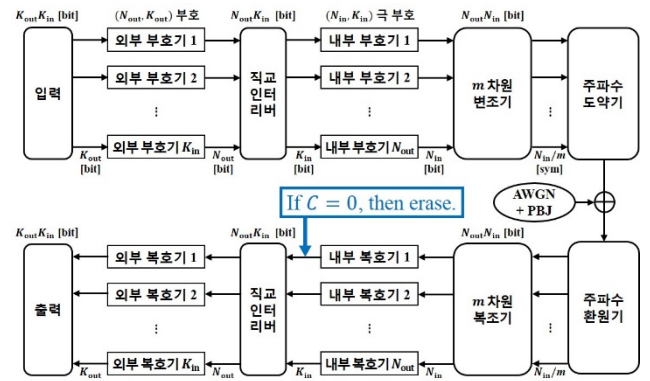 K_out K_in [bit]
(N_out, K_out) 부호
N_out K_in [bit]
(N_in, K_in) 극 부호
N_out N_in [bit]
입력
외부 부호기 1
외부 부호기 2
⋮
외부 부호기 K_in
K_out
[bit]
N_out
[bit]
직교
인터
리버
K_in
[bit]
내부 부호기 1
내부 부호기 2
⋮
내부 부호기 N_out
N_in
[bit]
m 차원
변조기
⋮
N_in/m
[sym]
주파수
도약기
AWGN
+ PBJ
If C = 0, then erase.
K_out K_in [bit]
N_out K_in [bit]
N_out N_in [bit]
출력
외부 복호기 1
외부 복호기 2
⋮
외부 복호기 K_in
K_out
N_out
직교
인터
리버
K_in
내부 복호기 1
내부 복호기 2
⋮
내부 복호기 N_out
N_in
m 차원
복조기
⋮
N_in/m
주파수
환원기